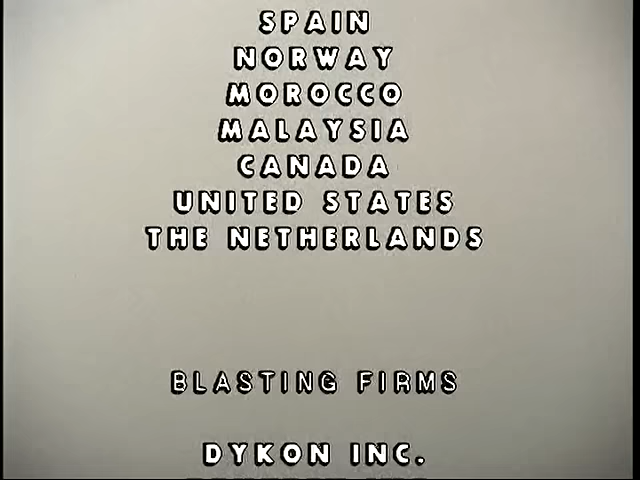 SPAIN
NORWAY
MOROCCO
MALAYSIA
CANADA
UNITED STATES
THE NETHERLANDS
BLASTING FIRMS
DYKON INC.